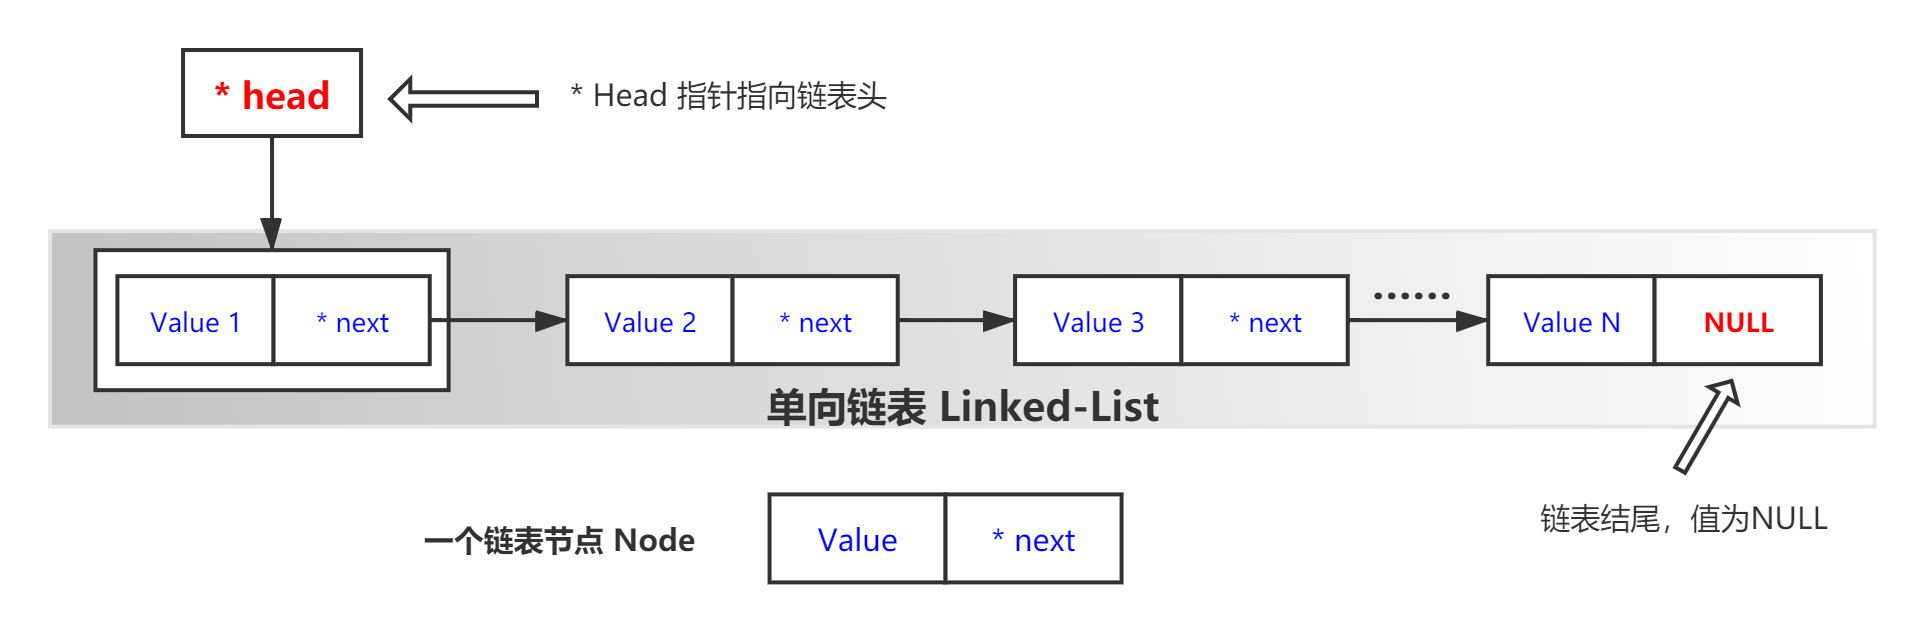 * head
* Head 指针指向链表头
Value 1
* next
Value 2
* next
Value 3
* next
······
Value N
NULL
单向链表 Linked-List
链表结尾，值为NULL
一个链表节点 Node
Value
* next